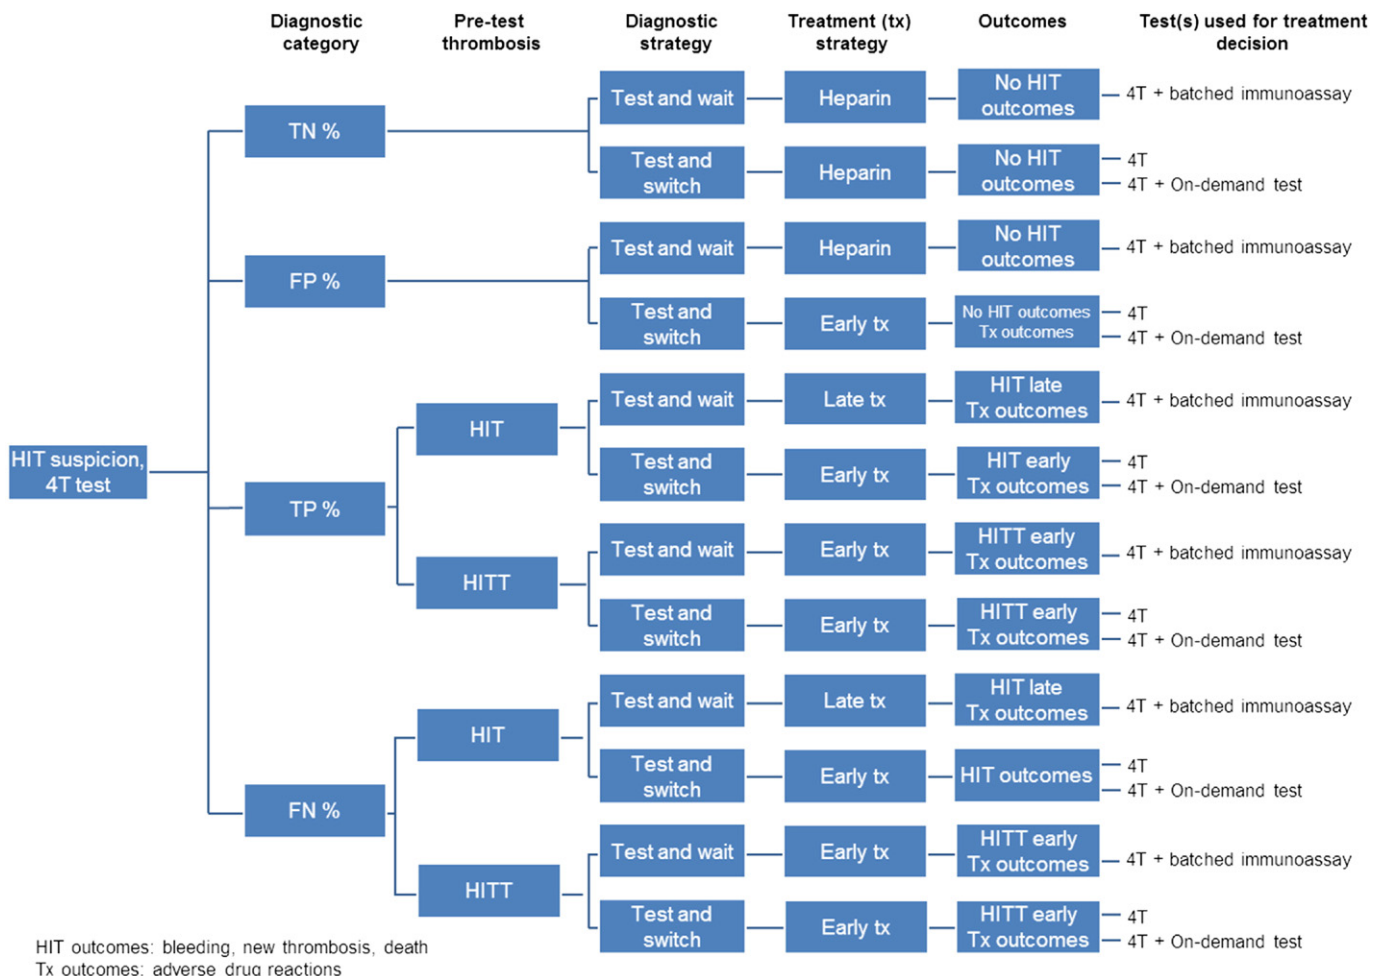 Diagnostic category
Pre-test thrombosis
Diagnostic strategy
Treatment (tx) strategy
Outcomes
Test(s) used for treatment decision
HIT suspicion,
4T test
TN %
Test and wait
Heparin
No HIT
outcomes
4T + batched immunoassay
Test and
switch
Heparin
No HIT
outcomes
4T
4T + On-demand test
FP %
Test and wait
Heparin
No HIT
outcomes
4T + batched immunoassay
Test and
switch
Early tx
No HIT outcomes
Tx outcomes
4T
4T + On-demand test
TP %
HIT
Test and wait
Late tx
HIT late
Tx outcomes
4T + batched immunoassay
Test and
switch
Early tx
HIT early
Tx outcomes
4T
4T + On-demand test
HITT
Test and wait
Early tx
HITT early
Tx outcomes
4T + batched immunoassay
Test and
switch
Early tx
HITT early
Tx outcomes
4T
4T + On-demand test
FN %
HIT
Test and wait
Late tx
HIT late
Tx outcomes
4T + batched immunoassay
Test and
switch
Early tx
HIT outcomes
4T
4T + On-demand test
HITT
Test and wait
Early tx
HITT early
Tx outcomes
4T + batched immunoassay
Test and
switch
Early tx
HITT early
Tx outcomes
4T
4T + On-demand test
HIT outcomes: bleeding, new thrombosis, death
Tx outcomes: adverse drug reactions